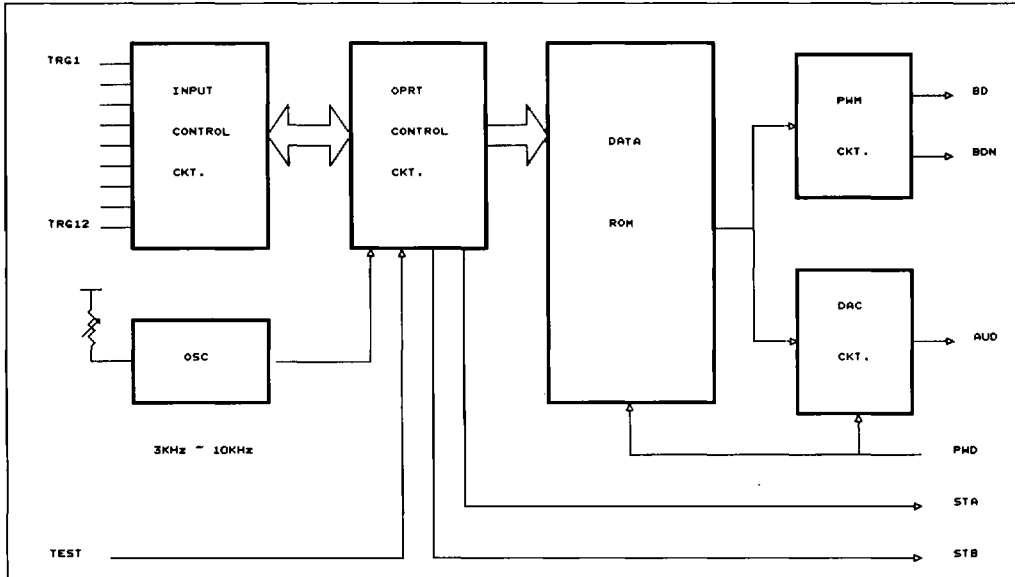 TRG1
TRG12
INPUT
CONTROL
CKT.
OPRT
CONTROL
CKT.
DATA
ROM
PWM
CKT.
BD
BDN
OSC
3KHz ~ 10KHz
DAC
CKT.
AUD
PWD
STA
TEST
STB